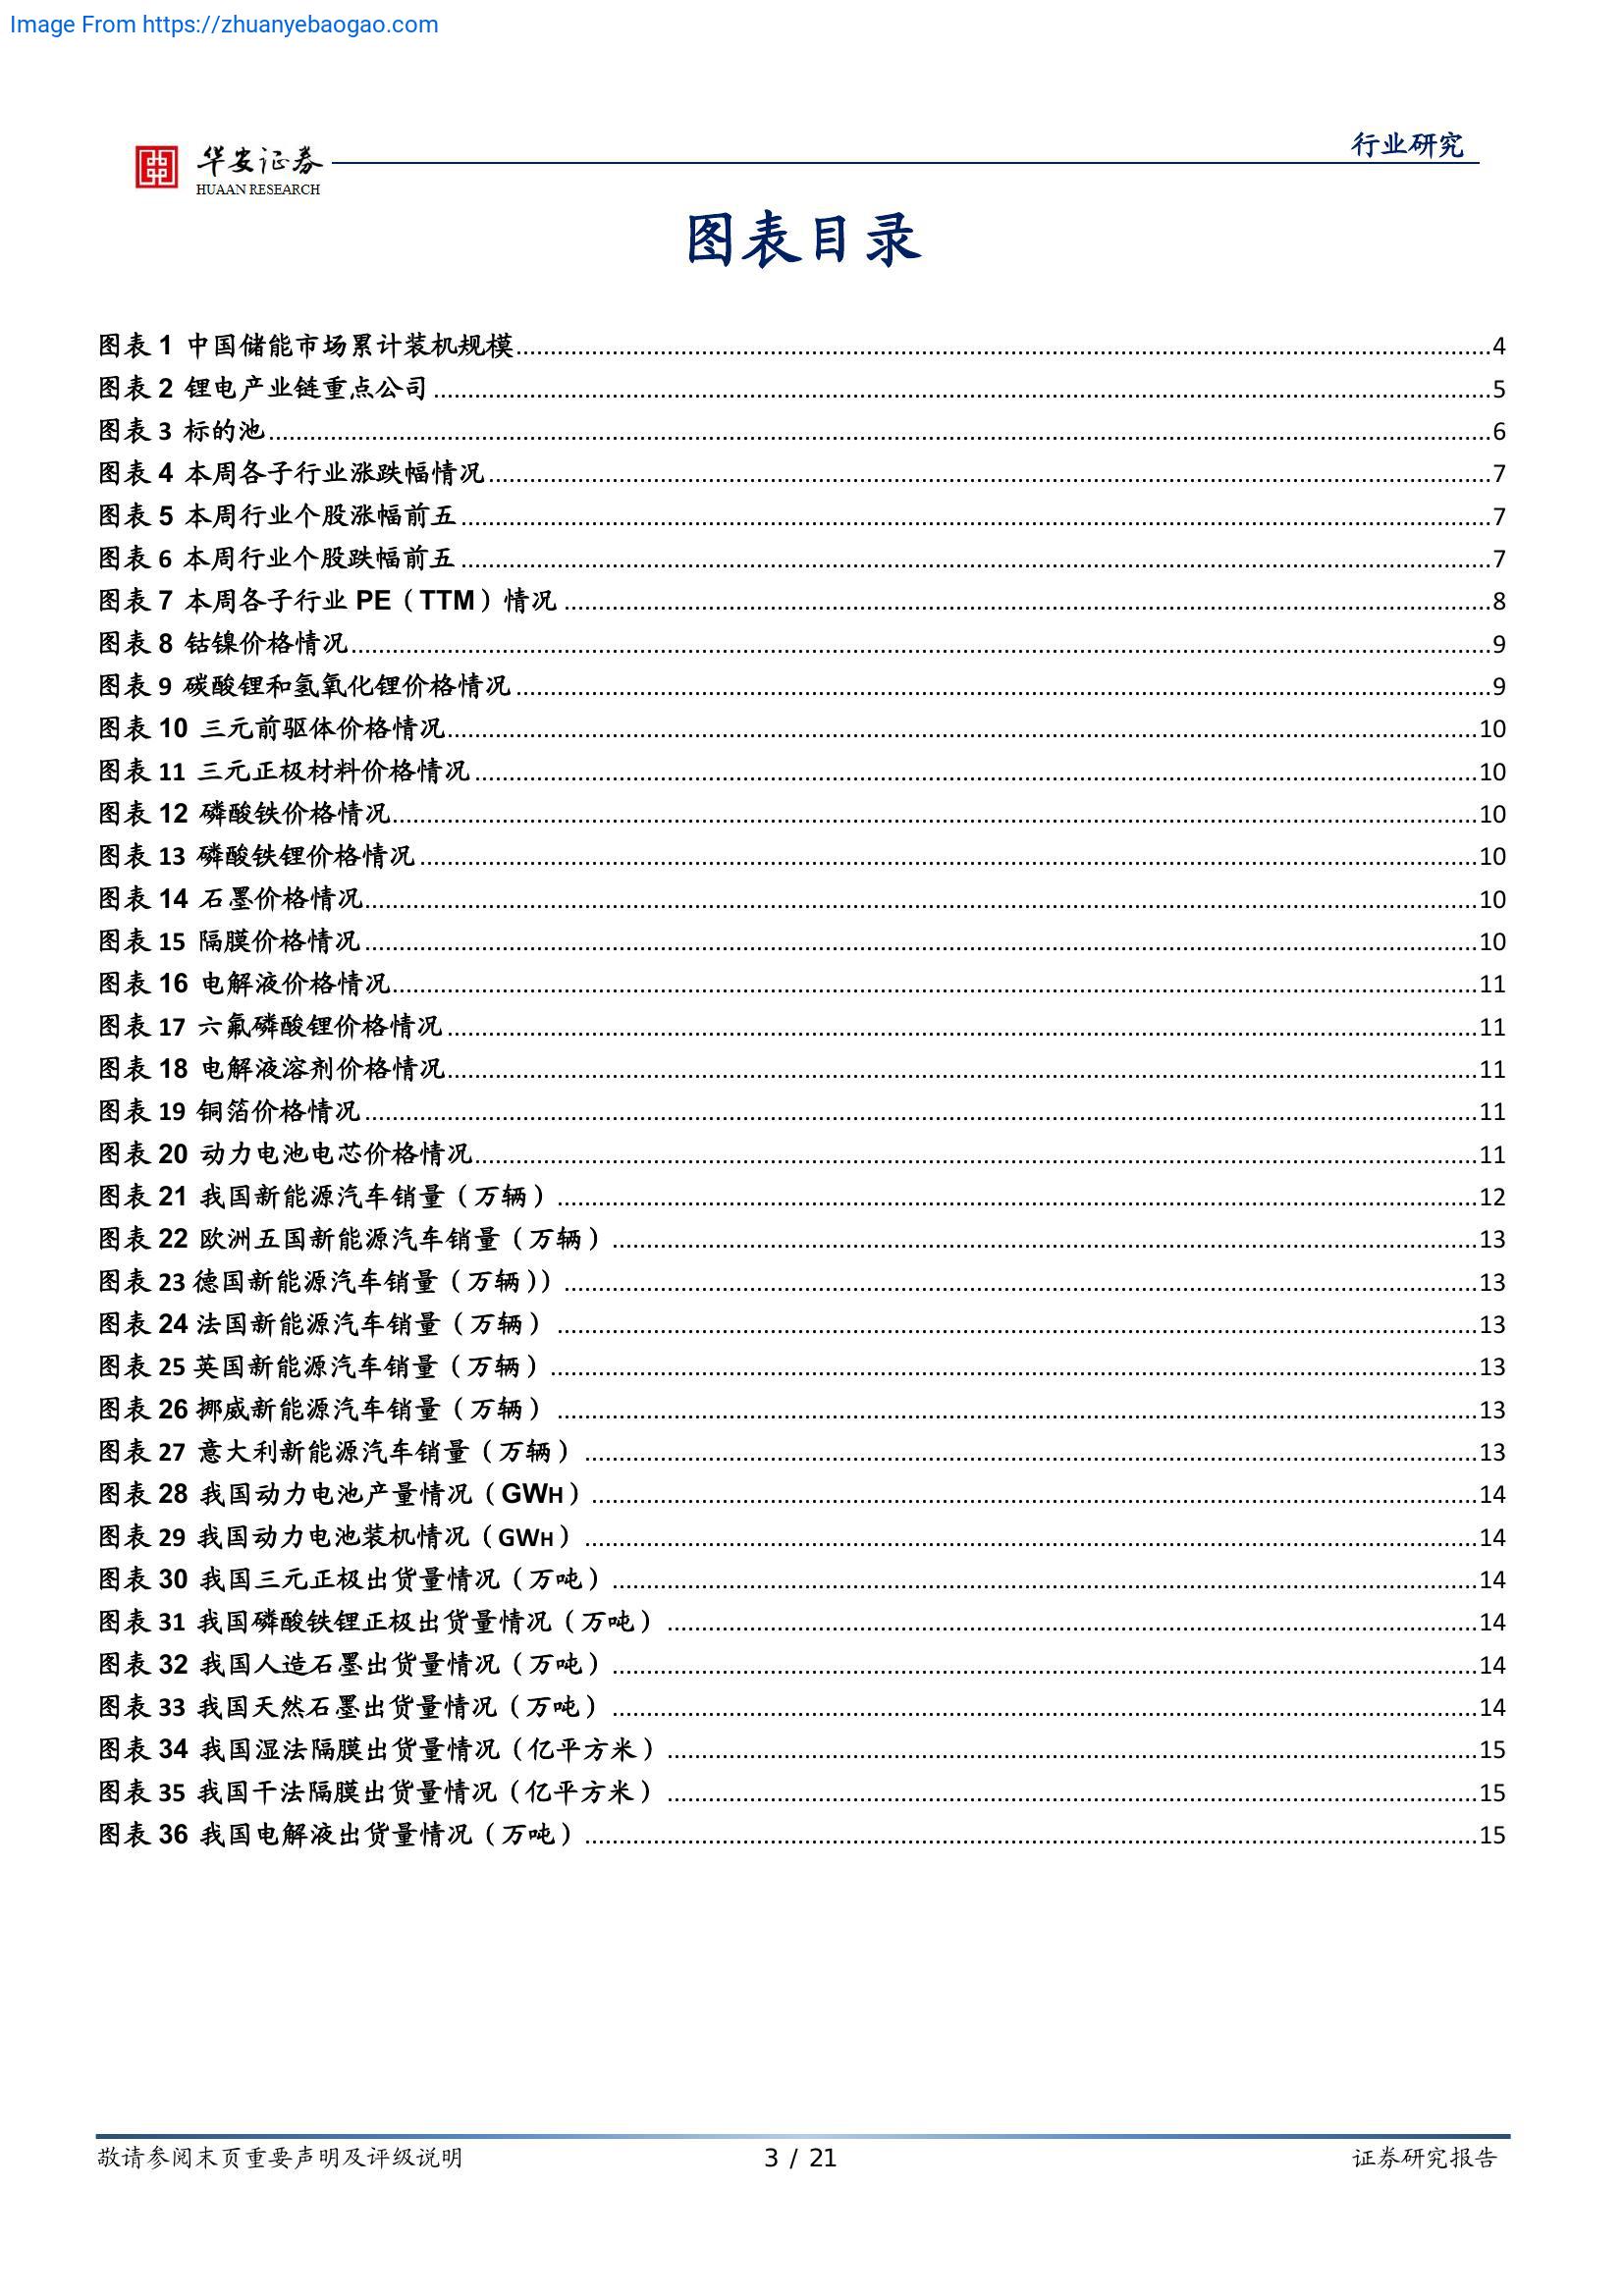 Image From https://zhuanyebaogao.com
华安证券
HUAAN RESEARCH
行业研究
图表目录
图表 1 中国储能市场累计装机规模....4
图表 2 锂电产业链重点公司....5
图表 3 标的池....6
图表 4 本周各子行业涨跌幅情况....7
图表 5 本周行业个股涨幅前五....7
图表 6 本周行业个股跌幅前五....7
图表 7 本周各子行业 PE（TTM）情况....8
图表 8 钴镍价格情况....9
图表 9 碳酸锂和氢氧化锂价格情况....9
图表 10 三元前驱体价格情况....10
图表 11 三元正极材料价格情况....10
图表 12 磷酸铁价格情况....10
图表 13 磷酸铁锂价格情况....10
图表 14 石墨价格情况....10
图表 15 隔膜价格情况....10
图表 16 电解液价格情况....11
图表 17 六氟磷酸锂价格情况....11
图表 18 电解液溶剂价格情况....11
图表 19 铜箔价格情况....11
图表 20 动力电池电芯价格情况....11
图表 21 我国新能源汽车销量（万辆）....12
图表 22 欧洲五国新能源汽车销量（万辆）....13
图表 23 德国新能源汽车销量（万辆））....13
图表 24 法国新能源汽车销量（万辆）....13
图表 25 英国新能源汽车销量（万辆）....13
图表 26 挪威新能源汽车销量（万辆）....13
图表 27 意大利新能源汽车销量（万辆）....13
图表 28 我国动力电池产量情况（GWH）....14
图表 29 我国动力电池装机情况（GWH）....14
图表 30 我国三元正极出货量情况（万吨）....14
图表 31 我国磷酸铁锂正极出货量情况（万吨）....14
图表 32 我国人造石墨出货量情况（万吨）....14
图表 33 我国天然石墨出货量情况（万吨）....14
图表 34 我国湿法隔膜出货量情况（亿平方米）....15
图表 35 我国干法隔膜出货量情况（亿平方米）....15
图表 36 我国电解液出货量情况（万吨）....15
敬请参阅末页重要声明及评级说明
3 / 21
证券研究报告